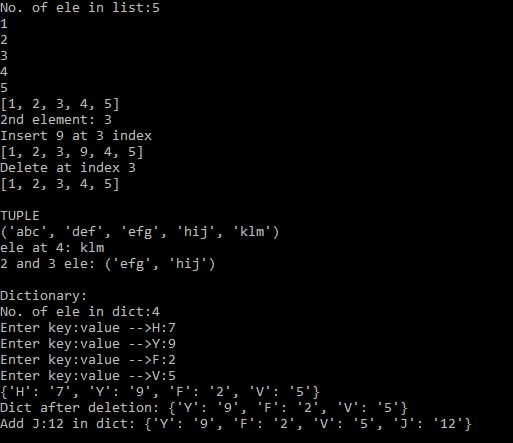 No. of ele in list:5
1
2
3
4
5
[1, 2, 3, 4, 5]
2nd element: 3
Insert 9 at 3 index
[1, 2, 3, 9, 4, 5]
Delete at index 3
[1, 2, 3, 4, 5]
TUPLE
('abc', 'def', 'efg', 'hij', 'klm')
ele at 4: klm
2 and 3 ele: ('efg', 'hij')
Dictionary:
No. of ele in dict:4
Enter key:value -->H:7
Enter key:value -->Y:9
Enter key:value -->F:2
Enter key:value -->V:5
{'H': '7', 'Y': '9', 'F': '2', 'V': '5'}
Dict after deletion: {'Y': '9', 'F': '2', 'V': '5'}
Add J:12 in dict: {'Y': '9', 'F': '2', 'V': '5', 'J': '12'}